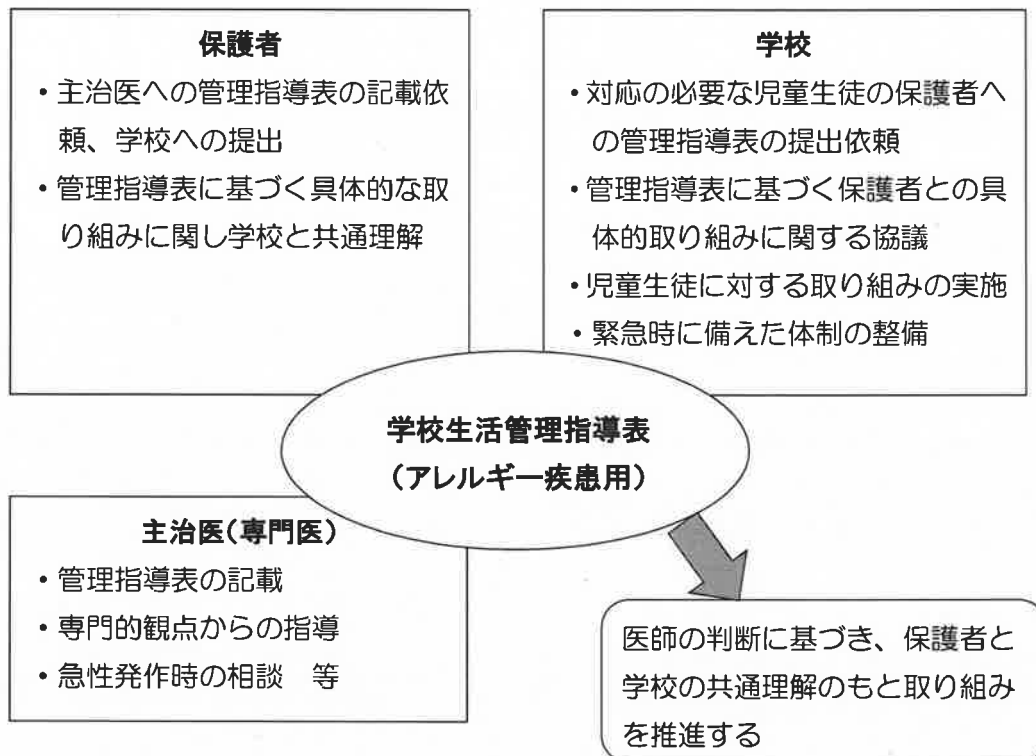 保護者
・主治医への管理指導表の記載依
頼、学校への提出
・管理指導表に基づく具体的な取
り組みに関し学校と共通理解
学校
・対応の必要な児童生徒の保護者へ
の管理指導表の提出依頼
・管理指導表に基づく保護者との具
体的取り組みに関する協議
・児童生徒に対する取り組みの実施
・緊急時に備えた体制の整備
学校生活管理指導表
（アレルギー疾患用）
主治医（専門医）
・管理指導表の記載
・専門的観点からの指導
・急性発作時の相談　等
医師の判断に基づき、保護者と
学校の共通理解のもと取り組み
を推進する